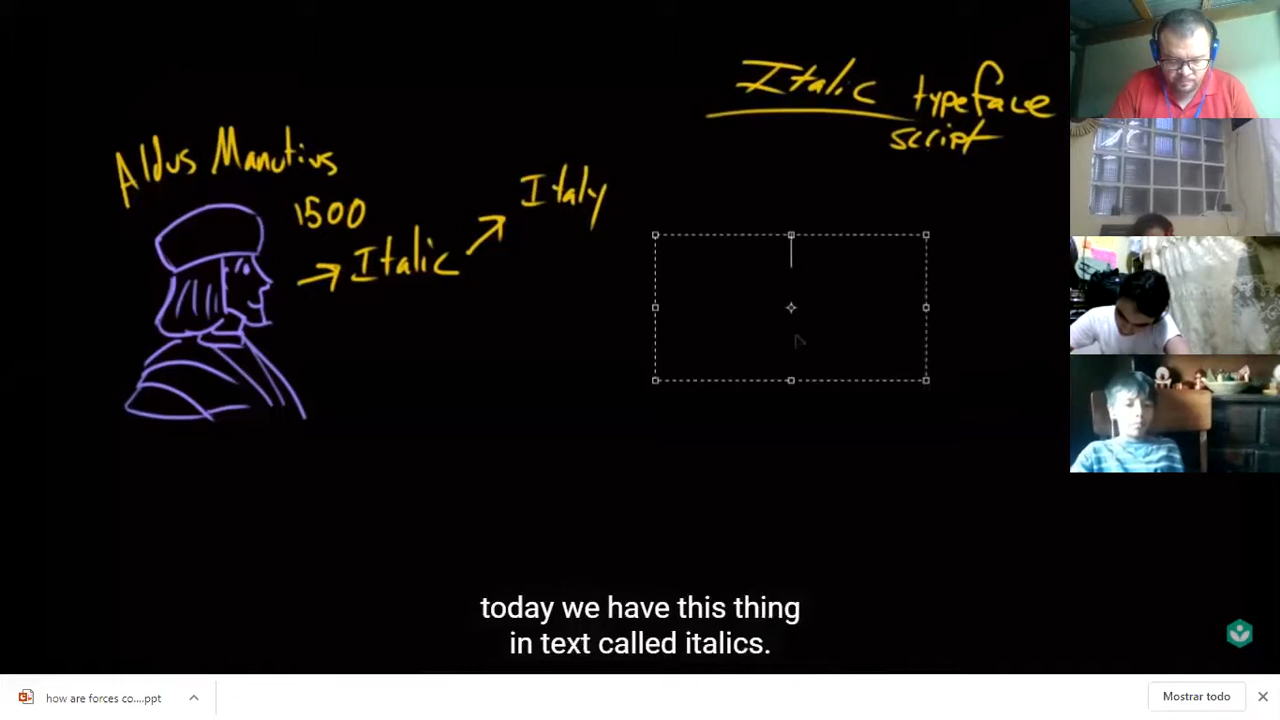 Italic typeface
script
Aldus Manutius
1500
Italic
Italy
today we have this thing
in text called italics.
how are forces co....ppt
Mostrar todo